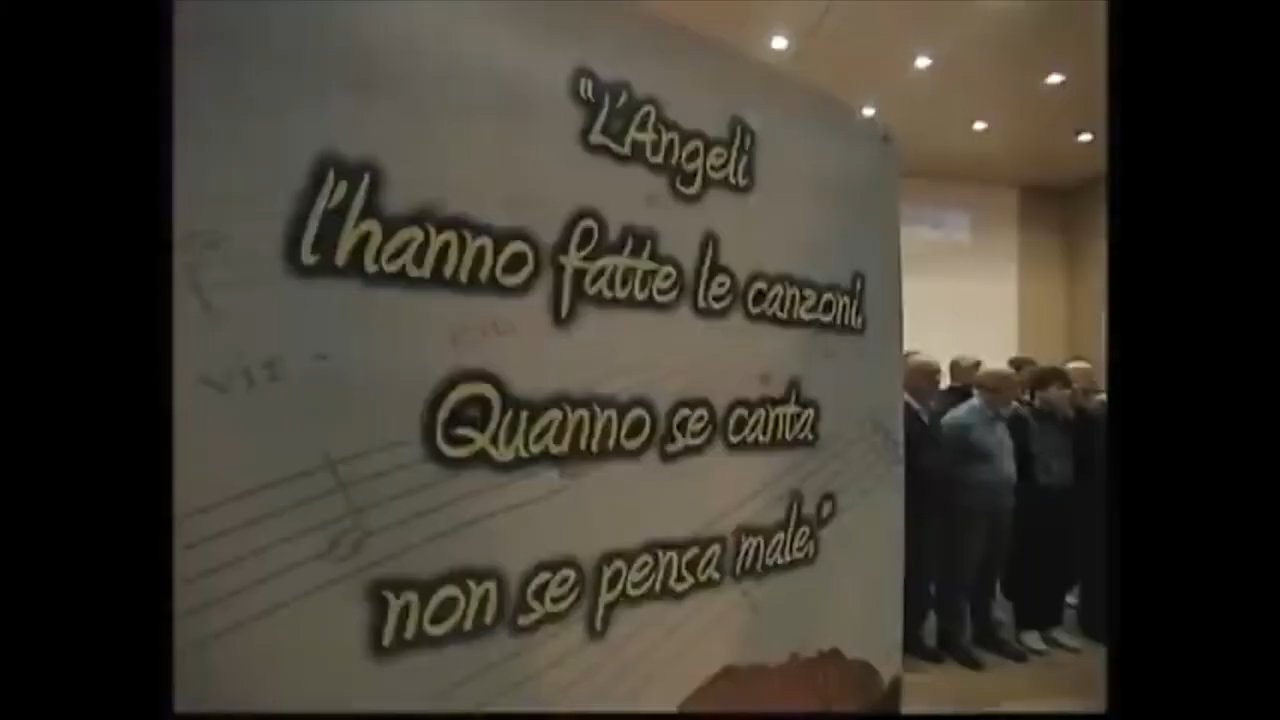 "L'Angeli
l'hanno fatte le canzoni.
Quanno se canta
non se pensa male."